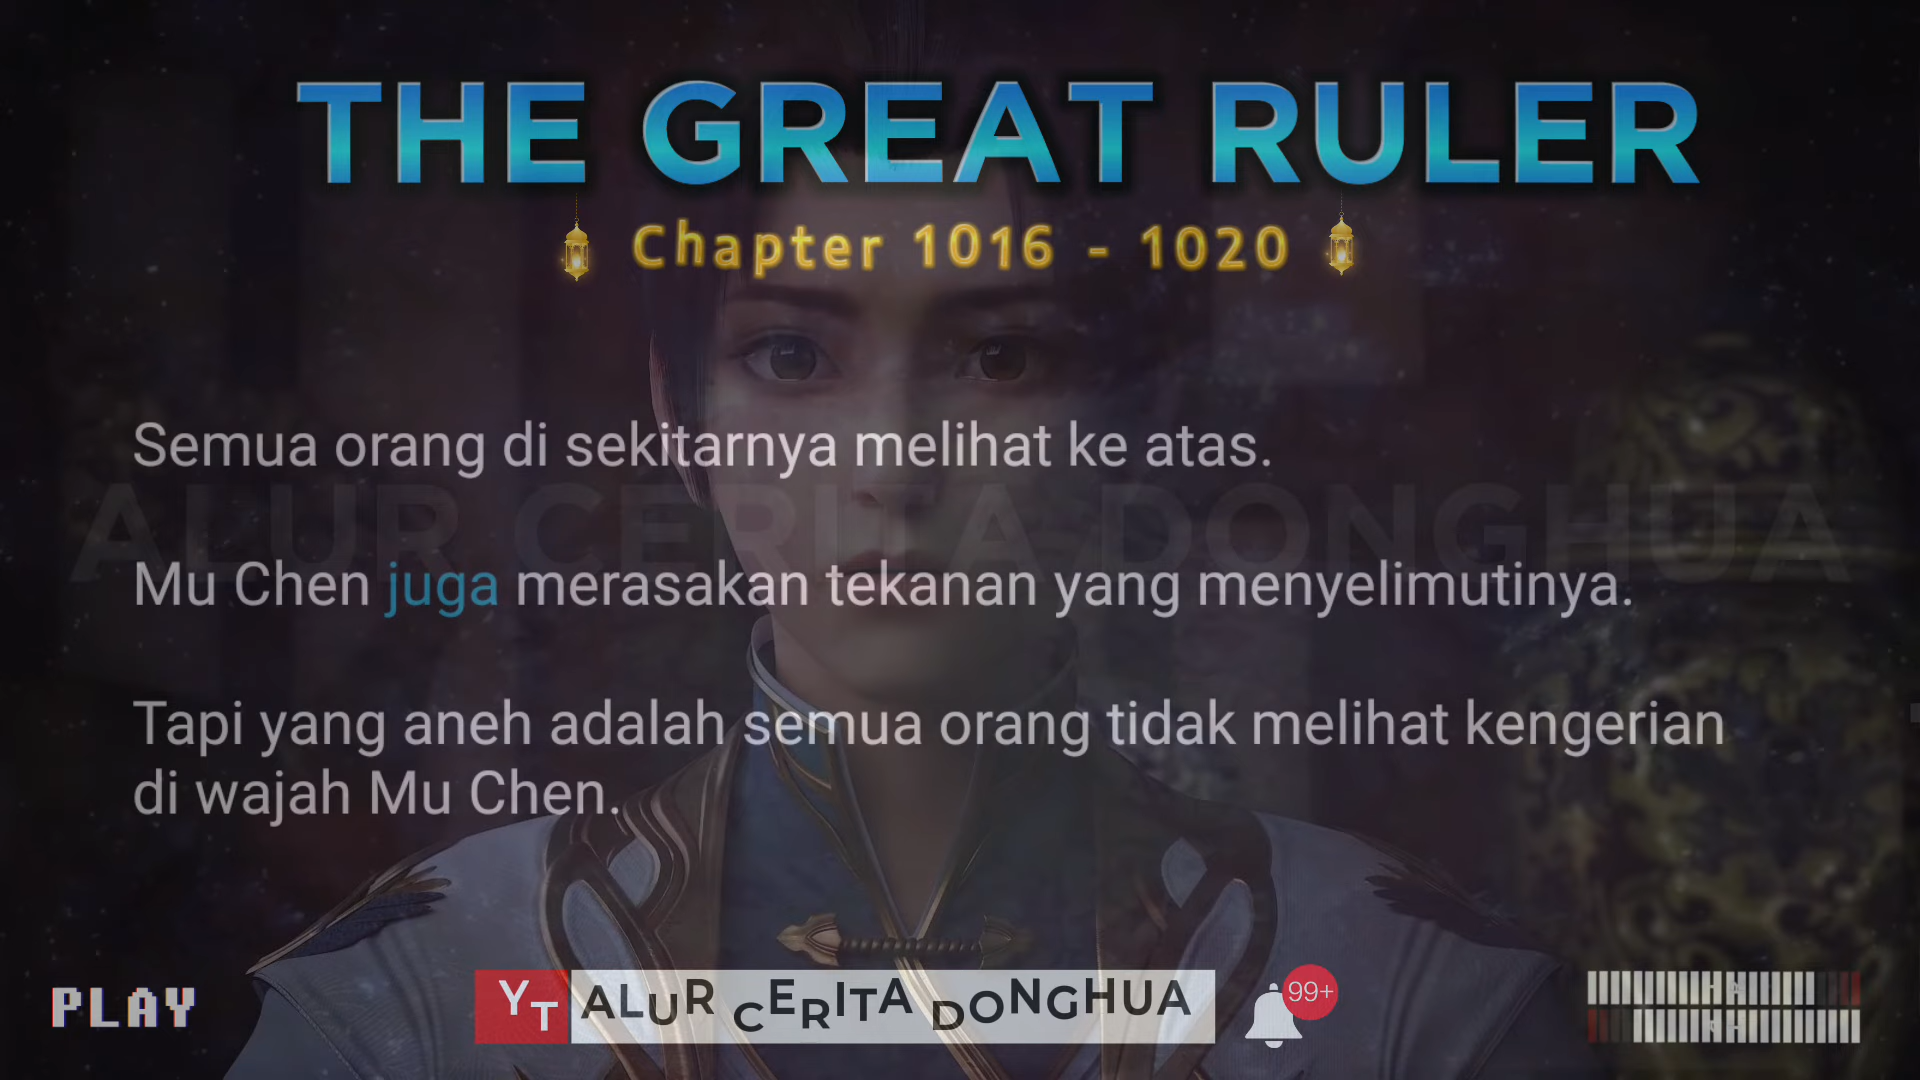 THE GREAT RULER
Chapter 1016 - 1020
Semua orang di sekitarnya melihat ke atas.
ALUR CERITA DONGHUA
Mu Chen juga merasakan tekanan yang menyelimutinya.
Tapi yang aneh adalah semua orang tidak melihat kengerian
di wajah Mu Chen.
PLAY
YT ALUR CERITA DONGHUA
99+